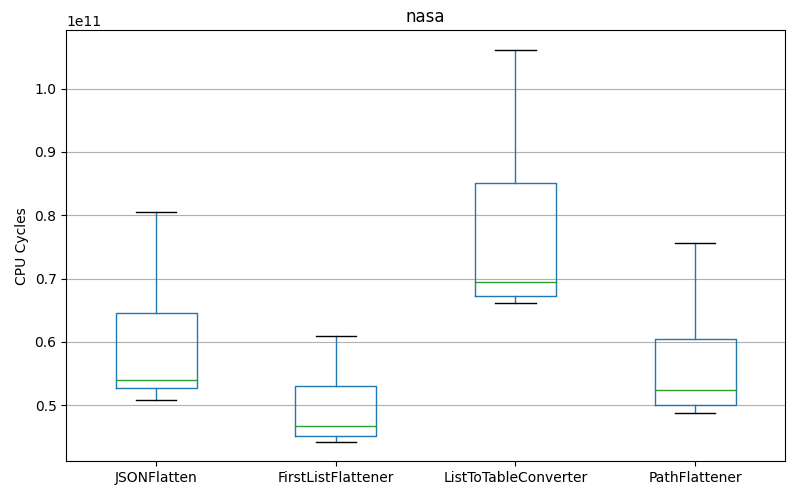 nasa
1e11
1.0
0.9
0.8
0.7
0.6
0.5
CPU Cycles
JSONFlatten
FirstListFlattener
ListToTableConverter
PathFlattener